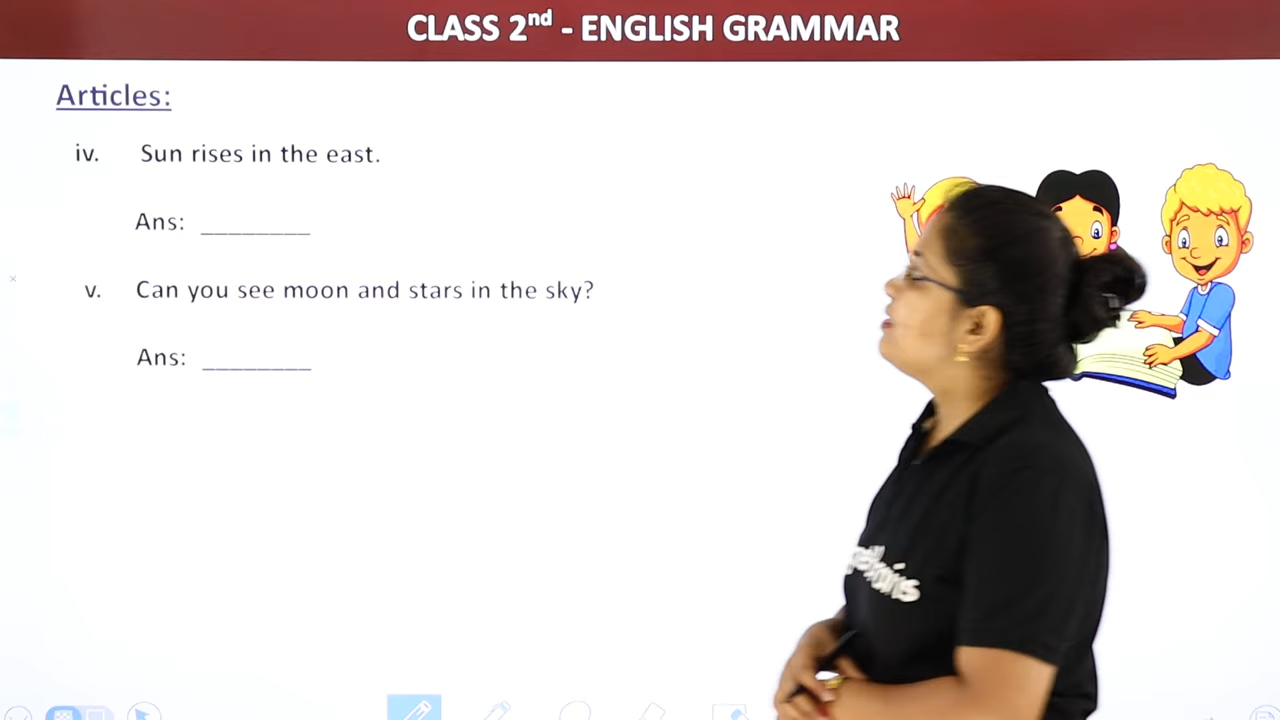 CLASS 2nd - ENGLISH GRAMMAR
Articles:
iv. Sun rises in the east.
Ans: ________
v. Can you see moon and stars in the sky?
Ans: ________